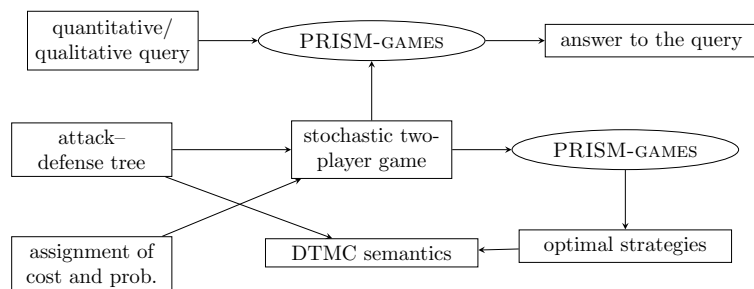 quantitative/
qualitative query
PRISM-GAMES
answer to the query
attack–
defense tree
stochastic two-
player game
PRISM-GAMES
assignment of
cost and prob.
DTMC semantics
optimal strategies